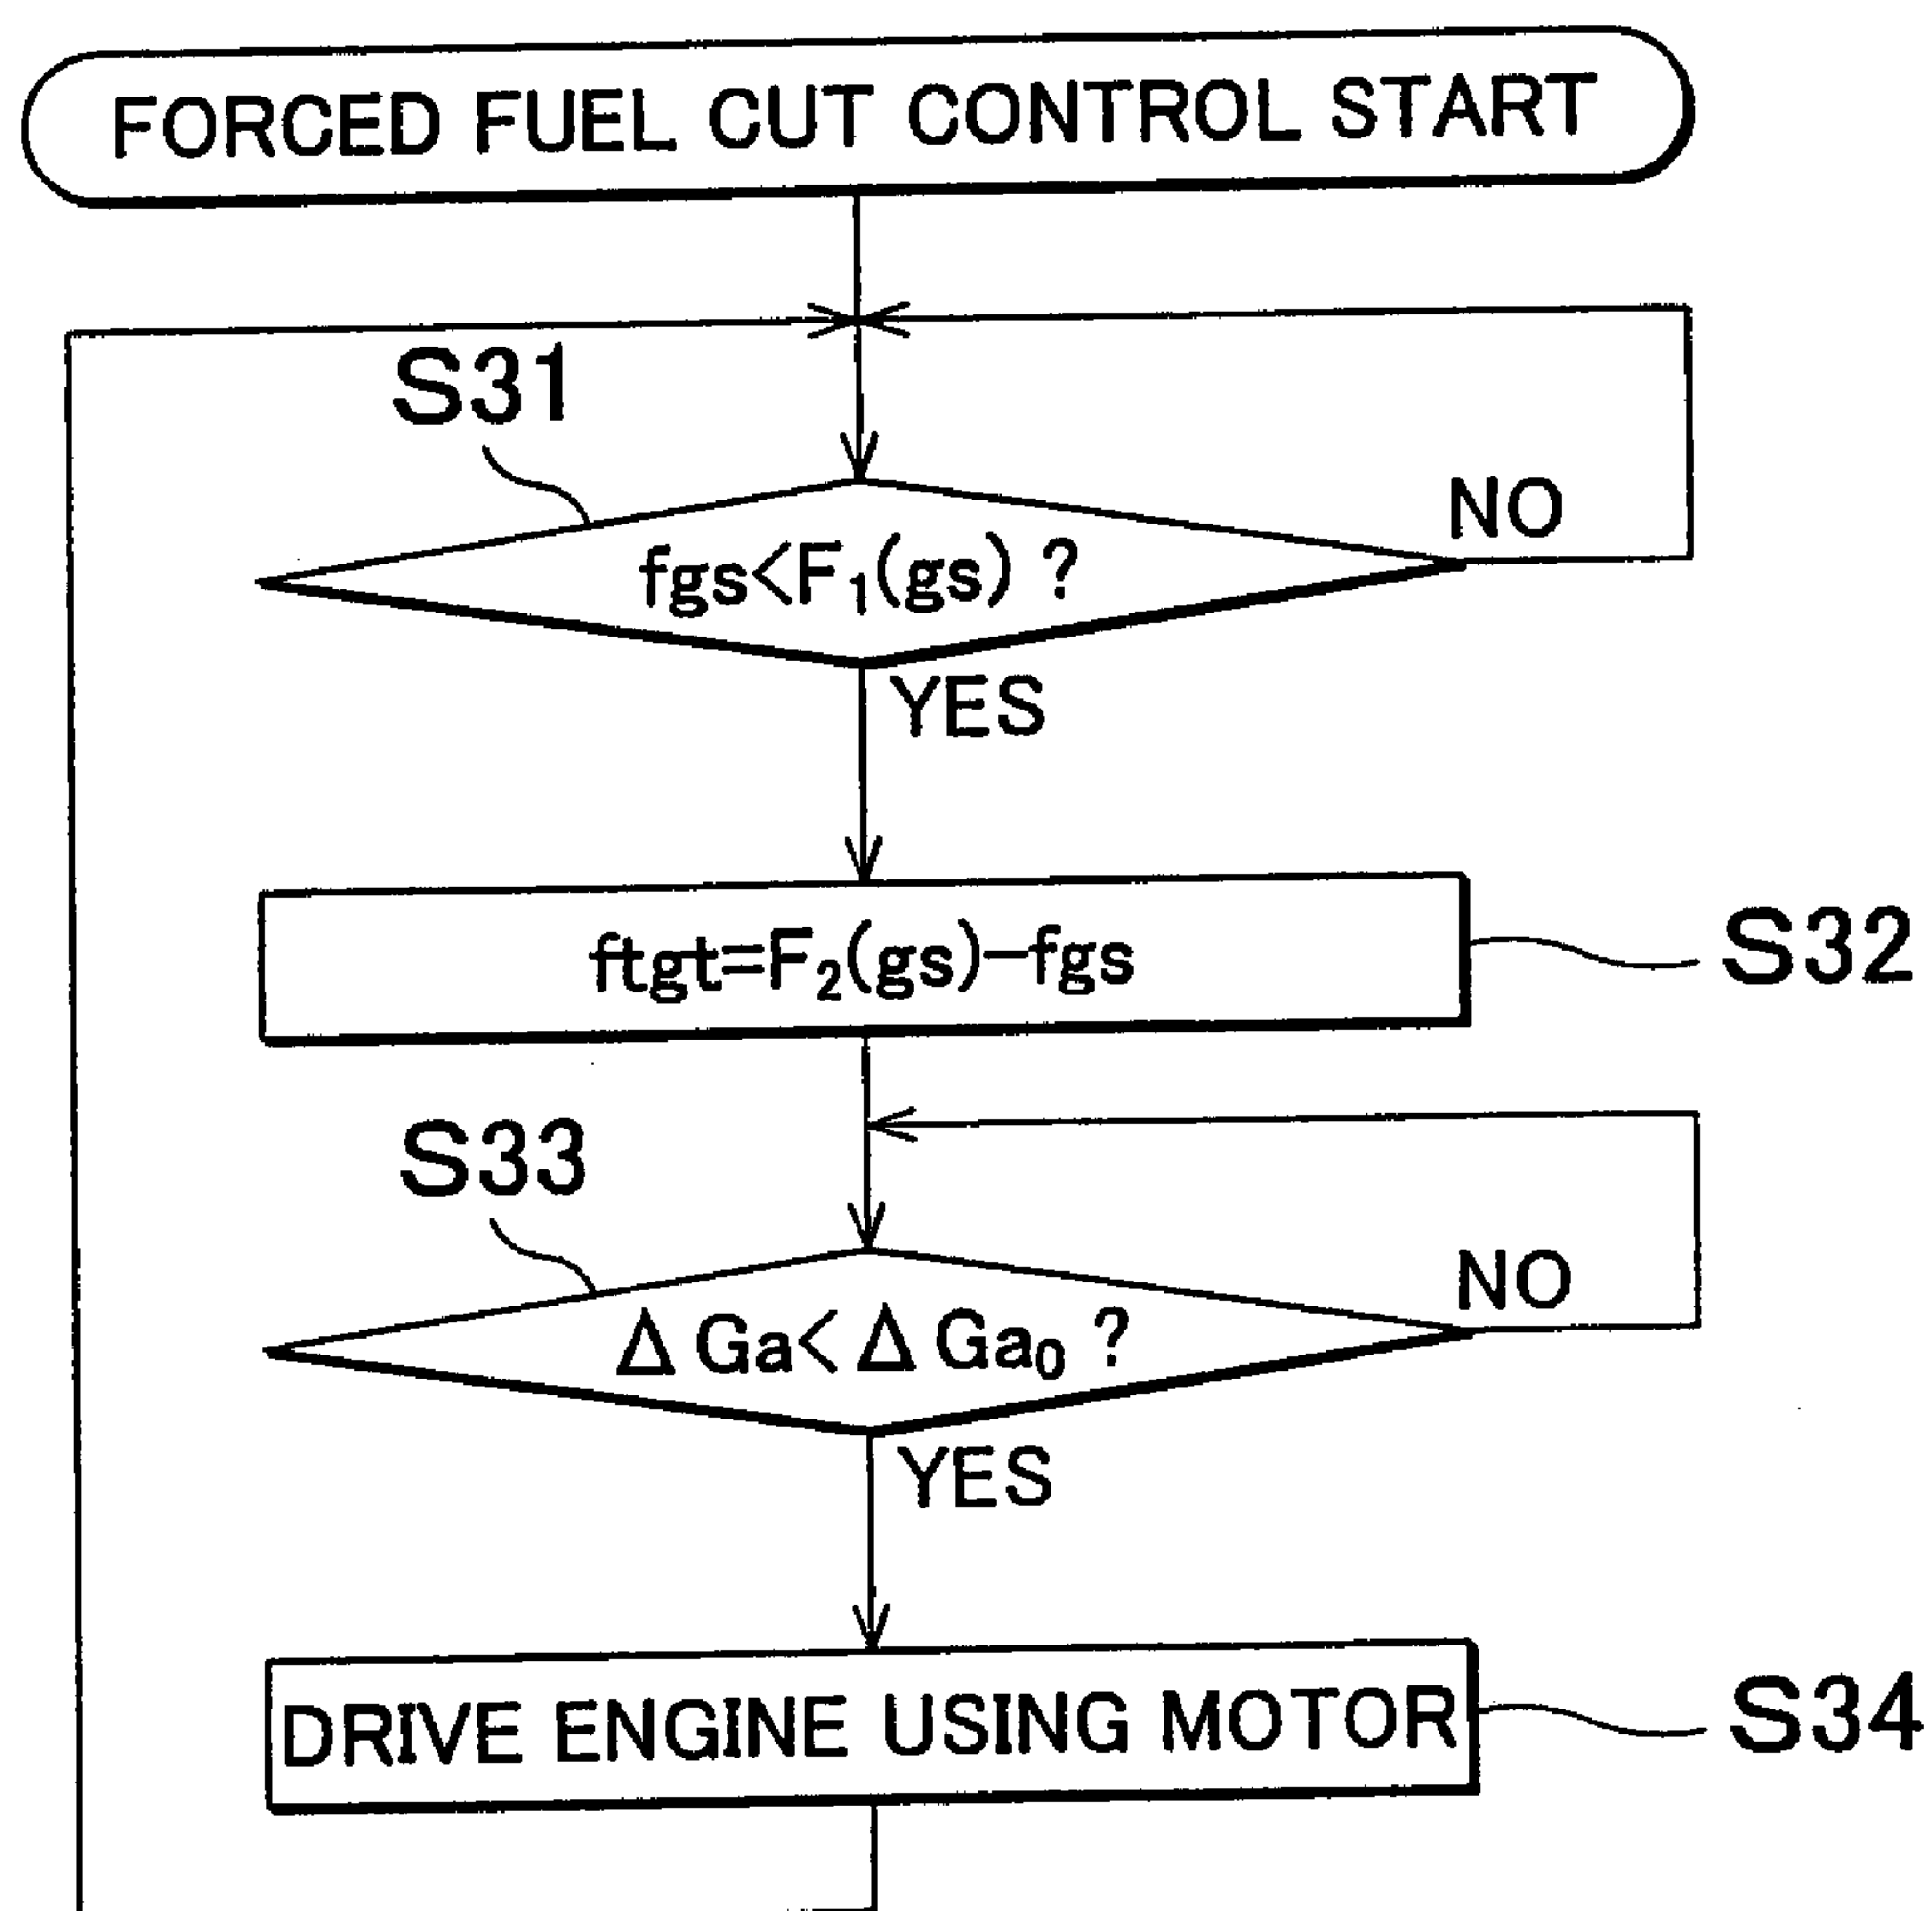 FORCED FUEL CUT CONTROL START
S31
NO
fgs<F₁(gs) ?
YES
ftgt=F₂(gs)−fgs
S32
S33
NO
ΔGa<ΔGa₀ ?
YES
DRIVE ENGINE USING MOTOR
S34